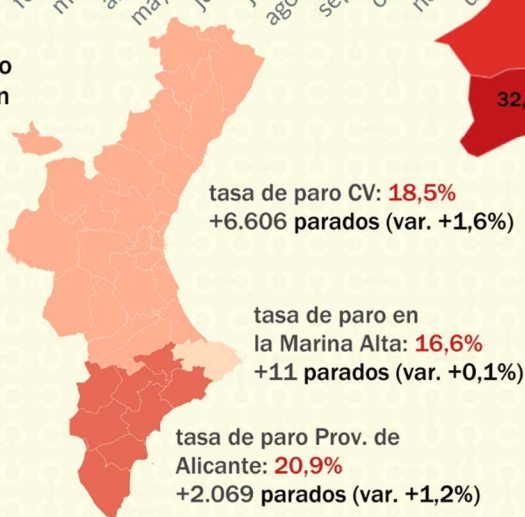 tasa de paro CV: 18,5%
+6.606 parados (var. +1,6%)
tasa de paro en
la Marina Alta: 16,6%
+11 parados (var. +0,1%)
tasa de paro Prov. de
Alicante: 20,9%
+2.069 parados (var. +1,2%)
32,